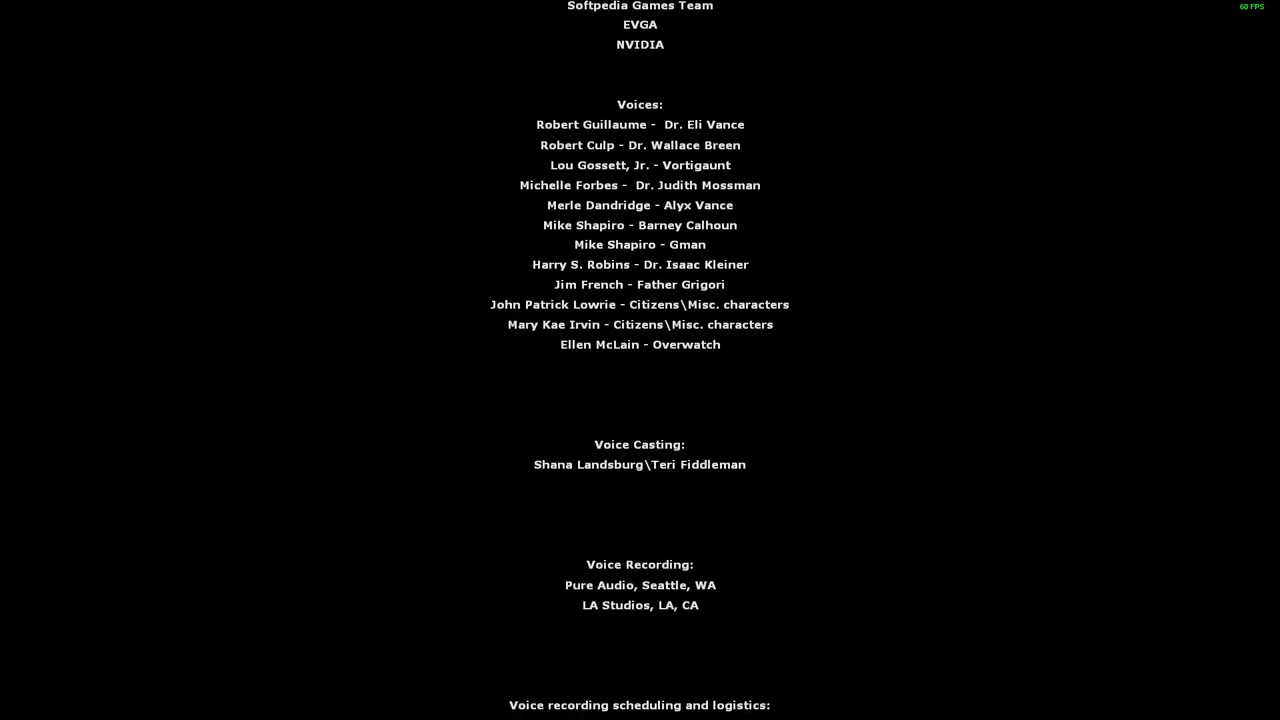 Softpedia Games Team
60 FPS
EVGA
NVIDIA
Voices:
Robert Guillaume -  Dr. Eli Vance
Robert Culp - Dr. Wallace Breen
Lou Gossett, Jr. - Vortigaunt
Michelle Forbes -  Dr. Judith Mossman
Merle Dandridge - Alyx Vance
Mike Shapiro - Barney Calhoun
Mike Shapiro - Gman
Harry S. Robins - Dr. Isaac Kleiner
Jim French - Father Grigori
John Patrick Lowrie - Citizens\Misc. characters
Mary Kae Irvin - Citizens\Misc. characters
Ellen McLain - Overwatch
Voice Casting:
Shana Landsburg\Teri Fiddleman
Voice Recording:
Pure Audio, Seattle, WA
LA Studios, LA, CA
Voice recording scheduling and logistics: